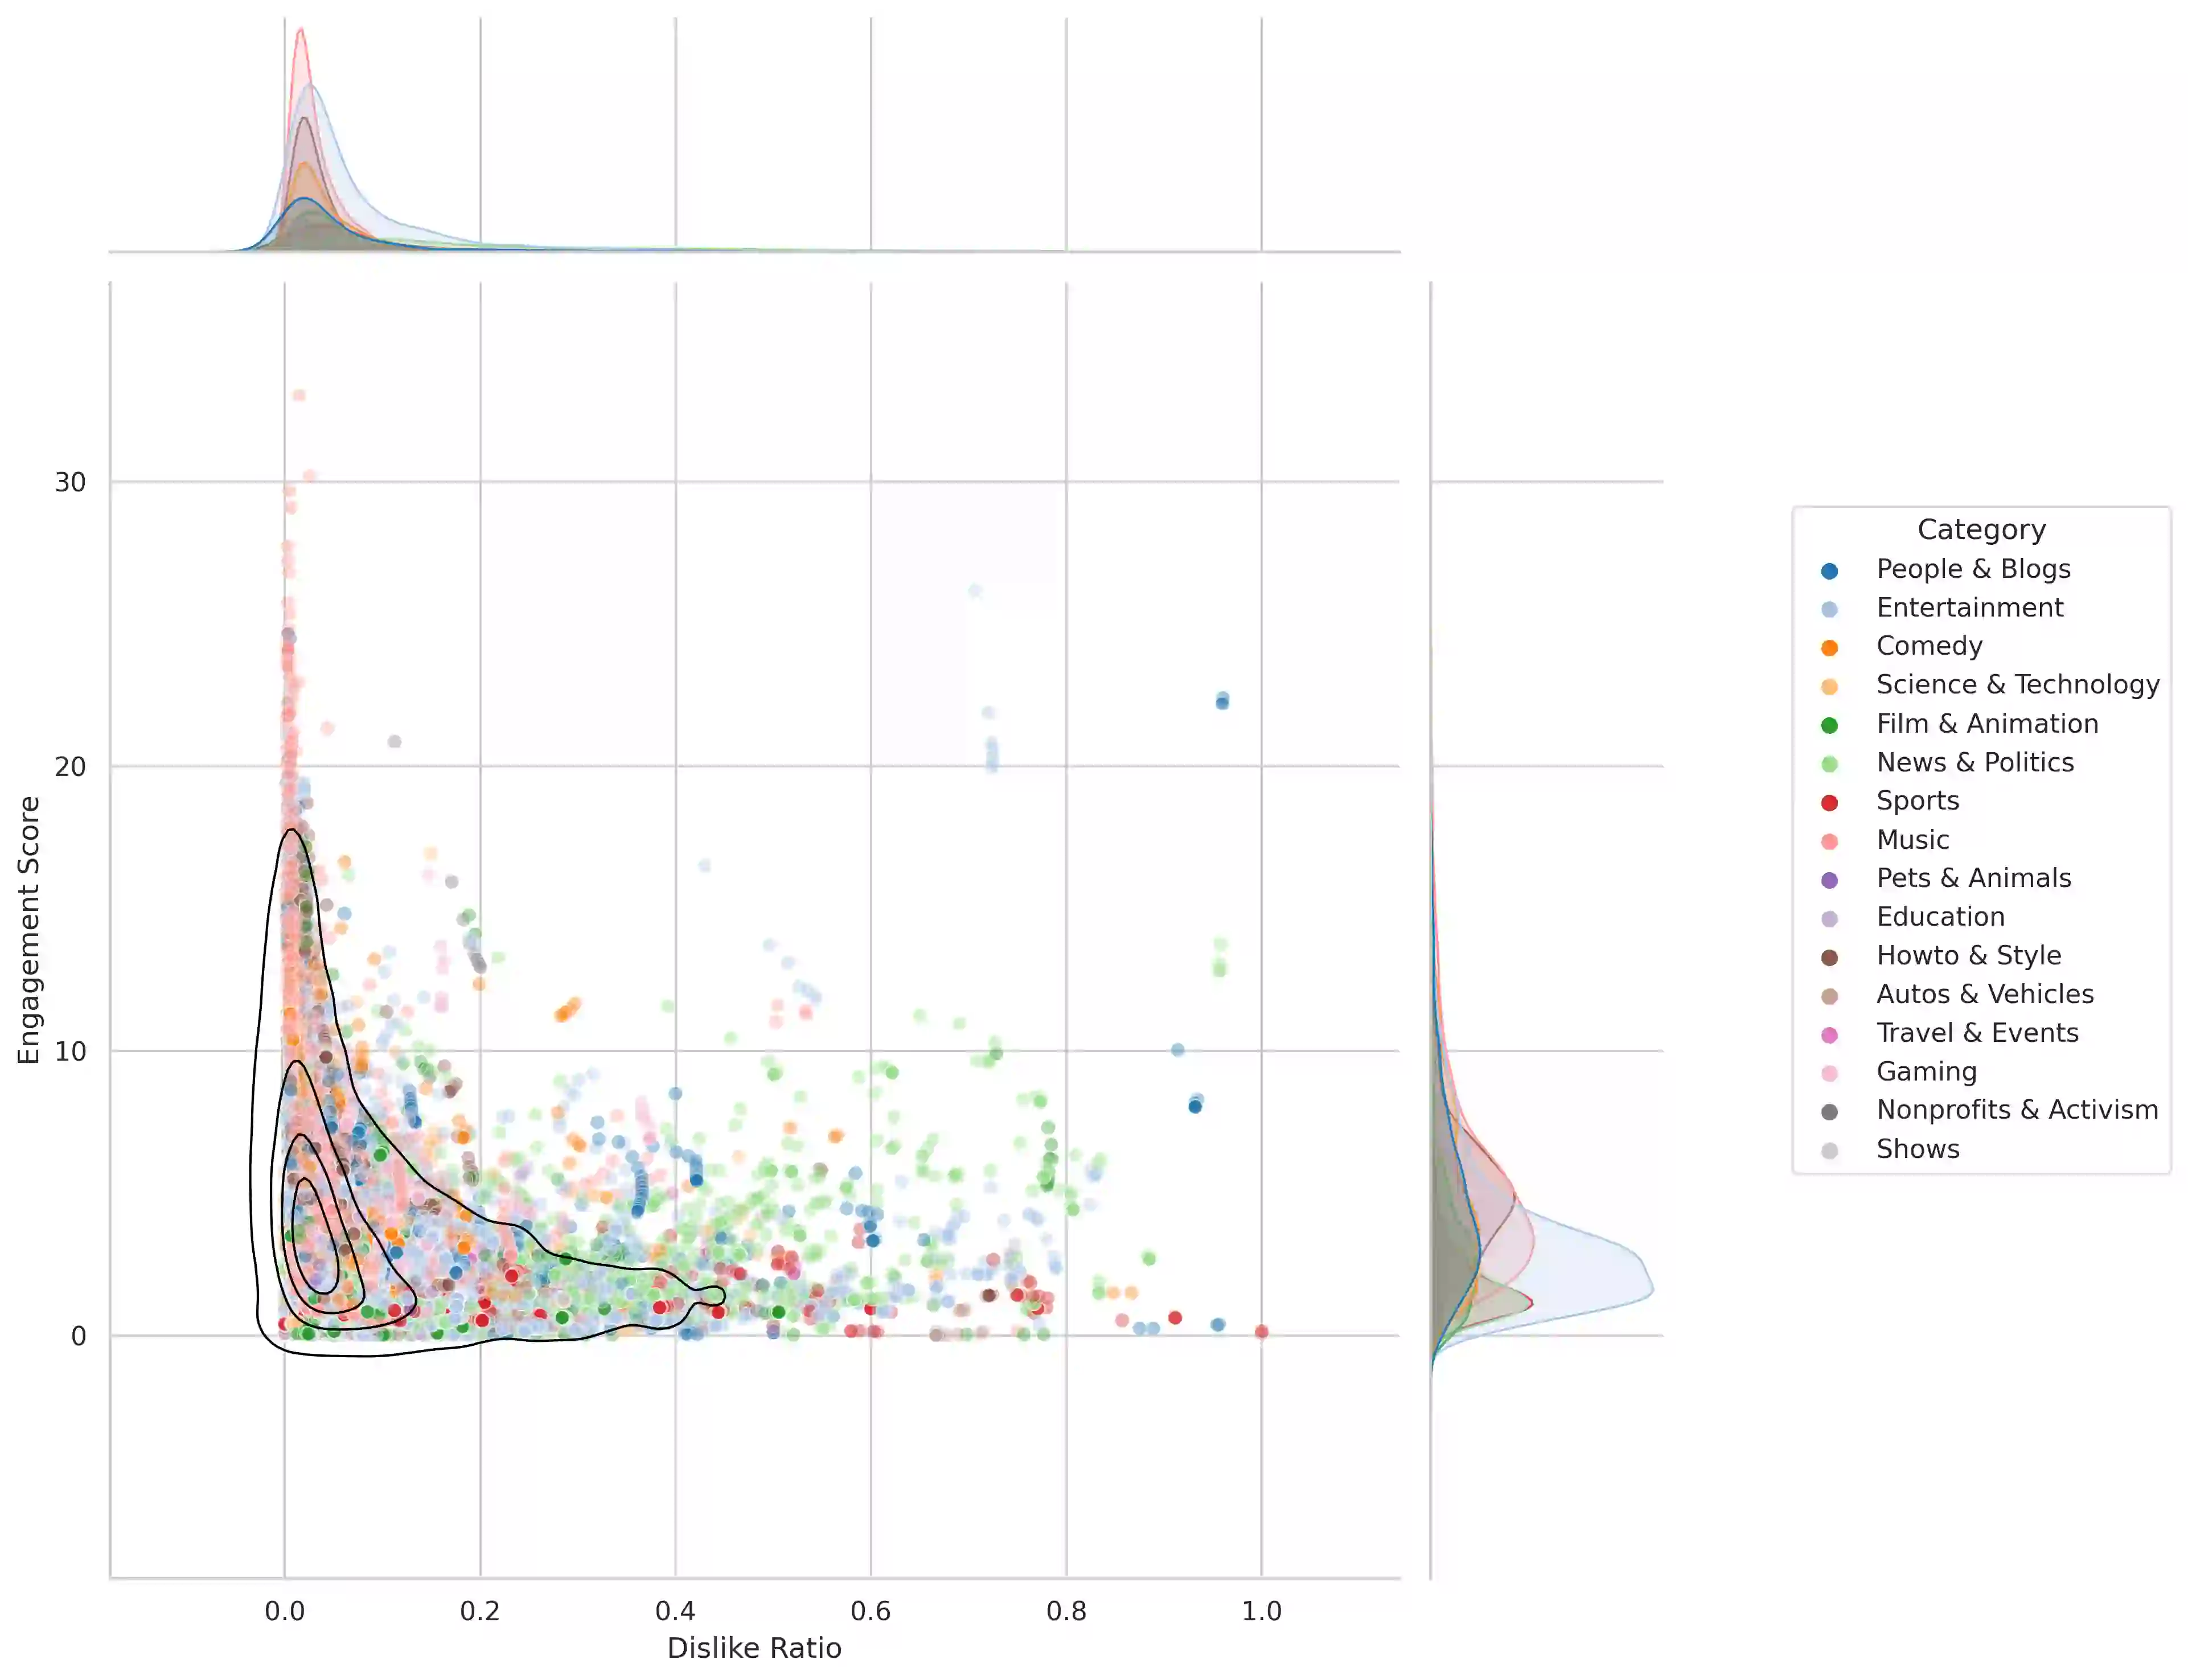 30
20
10
0
Engagement Score
0.0 0.2 0.4 0.6 0.8 1.0
Dislike Ratio
Category
People & Blogs
Entertainment
Comedy
Science & Technology
Film & Animation
News & Politics
Sports
Music
Pets & Animals
Education
Howto & Style
Autos & Vehicles
Travel & Events
Gaming
Nonprofits & Activism
Shows